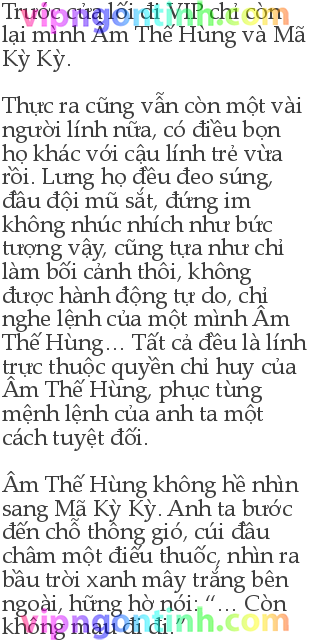 Trước cửa lối đi VIP chỉ còn
lại mình Âm Thế Hùng và Mã
Kỳ Kỳ.
Thực ra cũng vẫn còn một vài
người lính nữa, có điều bọn
họ khác với cậu lính trẻ vừa
rồi. Lưng họ đều đeo súng,
đầu đội mũ sắt, đứng im
không nhúc nhích như bức
tượng vậy, cũng tựa như chỉ
làm bối cảnh thôi, không
được hành động tự do, chỉ
nghe lệnh của một mình Âm
Thế Hùng... Tất cả đều là lính
trực thuộc quyền chỉ huy của
Âm Thế Hùng, phục tùng
mệnh lệnh của anh ta một
cách tuyệt đối.
Âm Thế Hùng không hề nhìn
sang Mã Kỳ Kỳ. Anh ta bước
đến chỗ thông gió, cúi đầu
châm một điếu thuốc, nhìn ra
bầu trời xanh mây trắng bên
ngoài, hững hờ nói: “... Còn
không mau đi đi.”
vipngontinh
vipngontinh
vipngontinh